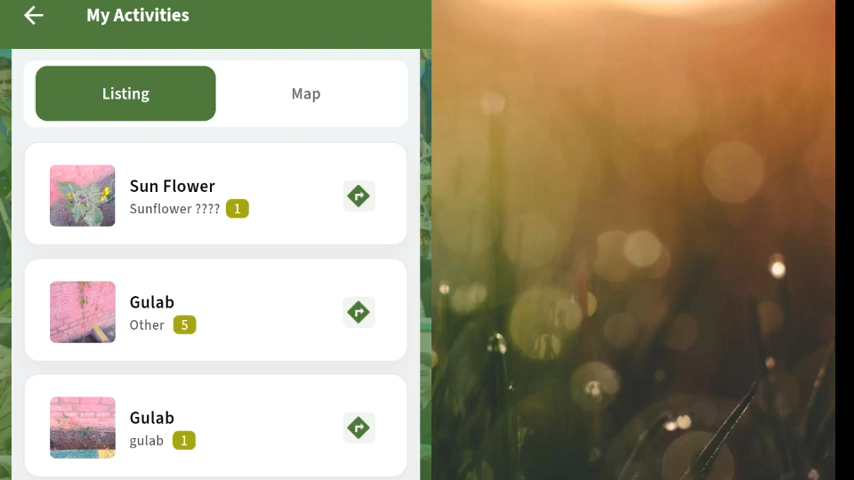 My Activities
Listing
Map
Sun Flower
Sunflower ???? 1
Gulab
Other 5
Gulab
gulab 1